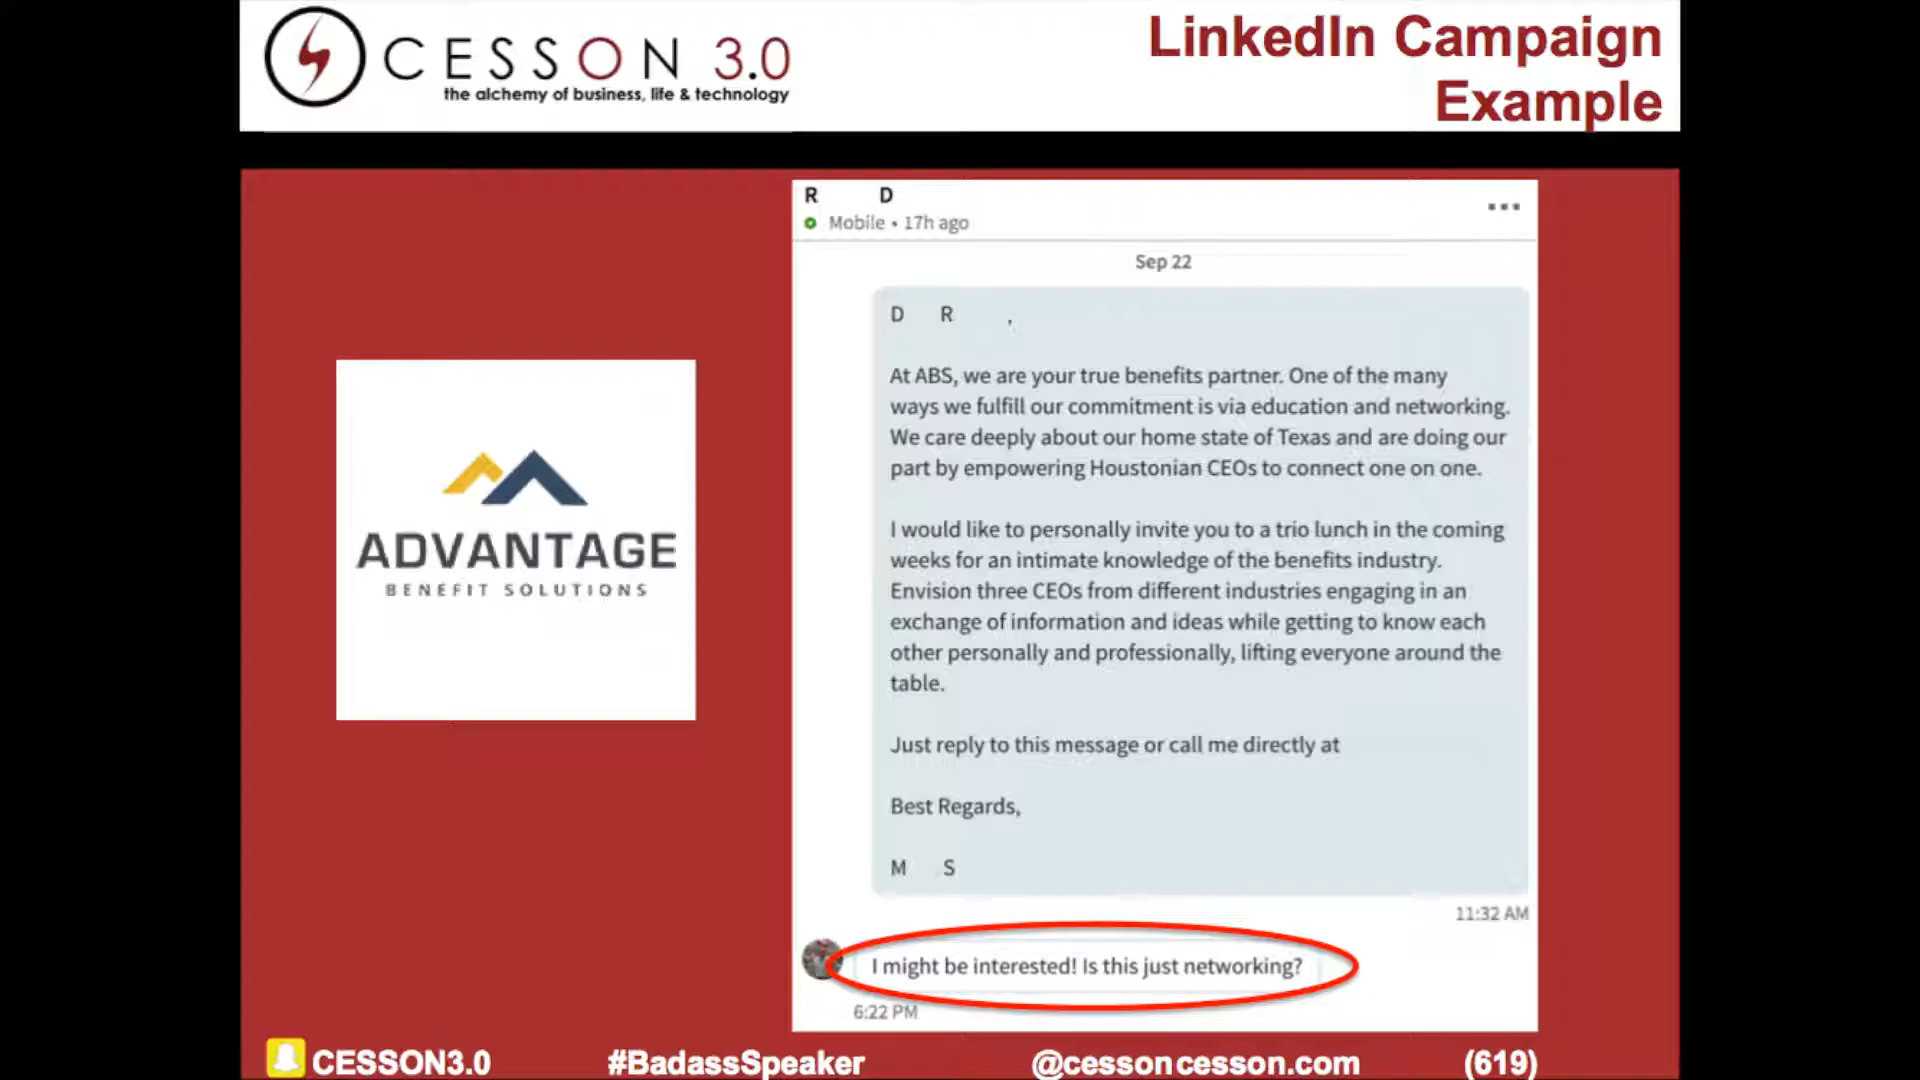 CESSON 3.0
the alchemy of business, life & technology
LinkedIn Campaign
Example
R D
Mobile • 17h ago
Sep 22
D R ,
At ABS, we are your true benefits partner. One of the many
ways we fulfill our commitment is via education and networking.
We care deeply about our home state of Texas and are doing our
part by empowering Houstonian CEOs to connect one on one.
I would like to personally invite you to a trio lunch in the coming
weeks for an intimate knowledge of the benefits industry.
Envision three CEOs from different industries engaging in an
exchange of information and ideas while getting to know each
other personally and professionally, lifting everyone around the
table.
Just reply to this message or call me directly at
Best Regards,
M S
11:32 AM
I might be interested! Is this just networking?
6:22 PM
ADVANTAGE
BENEFIT SOLUTIONS
CESSON3.0 #BadassSpeaker @cessoncesson.com (619)